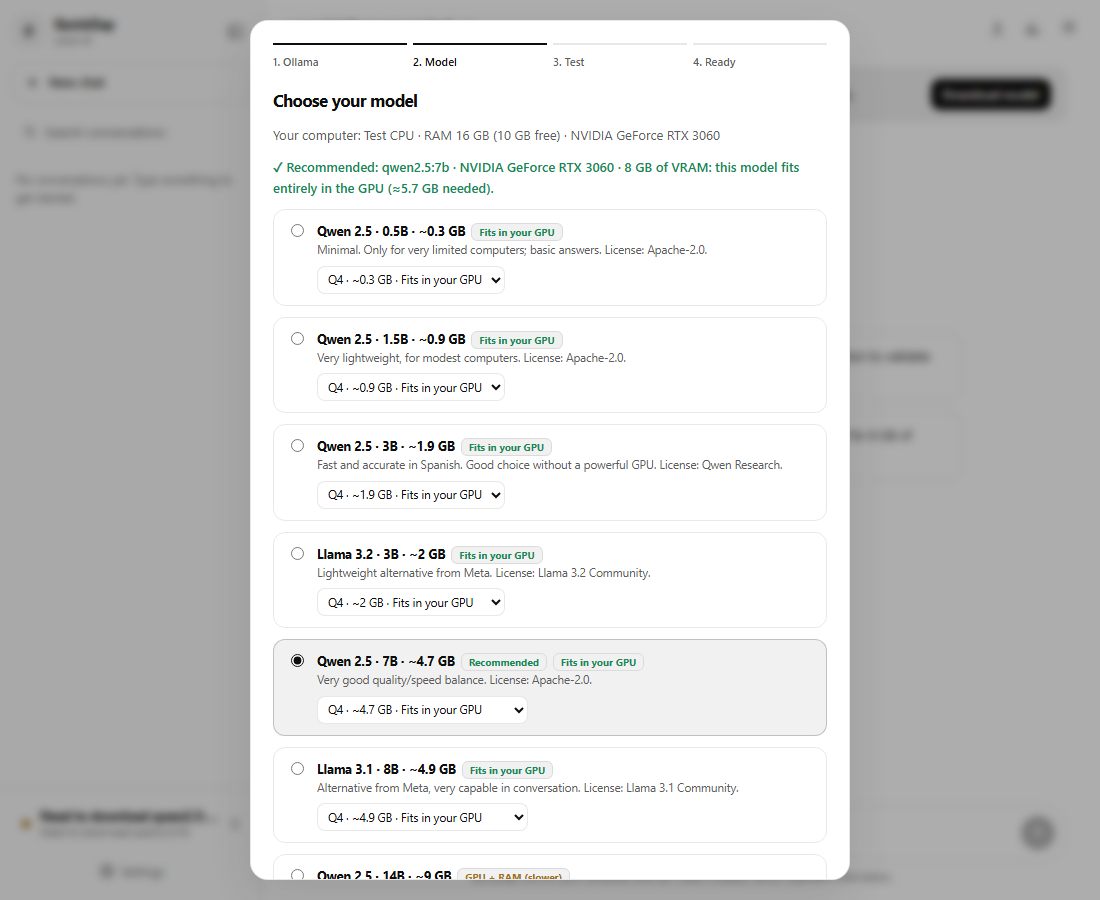 1. Ollama
2. Model
3. Test
4. Ready
Choose your model
Your computer: Test CPU · RAM 16 GB (10 GB free) · NVIDIA GeForce RTX 3060
✓ Recommended: qwen2.5:7b · NVIDIA GeForce RTX 3060 · 8 GB of VRAM: this model fits
entirely in the GPU (≈5.7 GB needed).
Qwen 2.5 · 0.5B · ~0.3 GB Fits in your GPU
Minimal. Only for very limited computers; basic answers. License: Apache-2.0.
Q4 · ~0.3 GB · Fits in your GPU
Qwen 2.5 · 1.5B · ~0.9 GB Fits in your GPU
Very lightweight, for modest computers. License: Apache-2.0.
Q4 · ~0.9 GB · Fits in your GPU
Qwen 2.5 · 3B · ~1.9 GB Fits in your GPU
Fast and accurate in Spanish. Good choice without a powerful GPU. License: Qwen Research.
Q4 · ~1.9 GB · Fits in your GPU
Llama 3.2 · 3B · ~2 GB Fits in your GPU
Lightweight alternative from Meta. License: Llama 3.2 Community.
Q4 · ~2 GB · Fits in your GPU
Qwen 2.5 · 7B · ~4.7 GB Recommended Fits in your GPU
Very good quality/speed balance. License: Apache-2.0.
Q4 · ~4.7 GB · Fits in your GPU
Llama 3.1 · 8B · ~4.9 GB Fits in your GPU
Alternative from Meta, very capable in conversation. License: Llama 3.1 Community.
Q4 · ~4.9 GB · Fits in your GPU
Qwen 2.5 · 14B · ~9 GB GPU + RAM (slower)
New chat
Search conversations
No conversations yet. Type something to
get started.
Download model
Settings